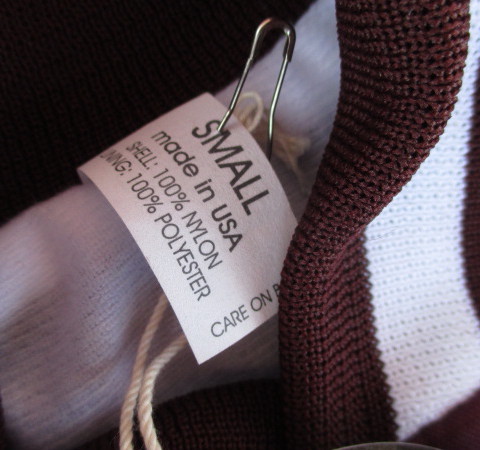 SMALL
made in USA
SHELL: 100% NYLON
100% POLYESTER
CARE ON